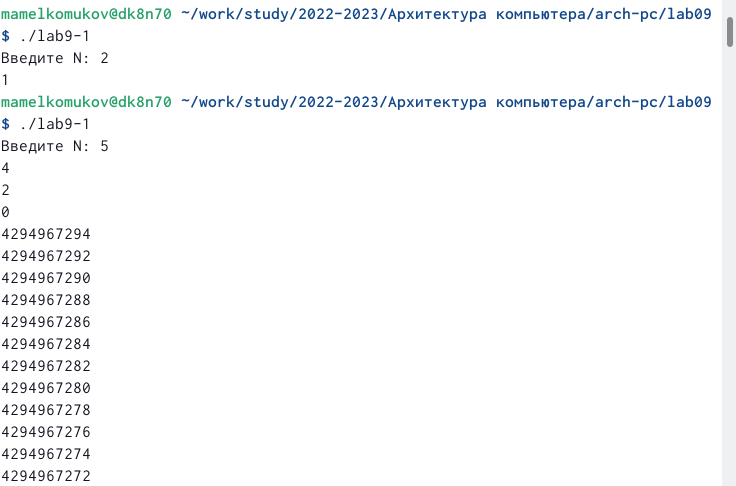 mamelkomukov@dk8n70 ~/work/study/2022-2023/Архитектура компьютера/arch-pc/lab09
$ ./lab9-1
Введите N: 2
1
mamelkomukov@dk8n70 ~/work/study/2022-2023/Архитектура компьютера/arch-pc/lab09
$ ./lab9-1
Введите N: 5
4
2
0
4294967294
4294967292
4294967290
4294967288
4294967286
4294967284
4294967282
4294967280
4294967278
4294967276
4294967274
4294967272